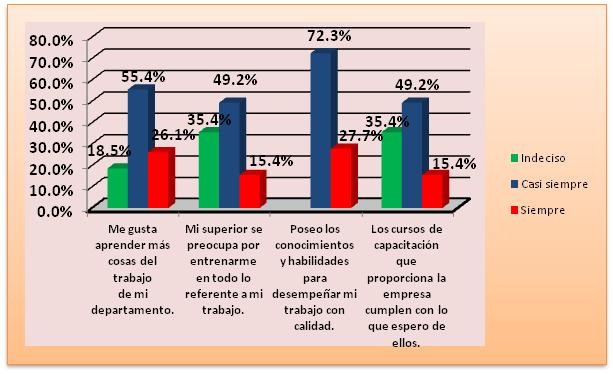 80.0%
70.0%
60.0%
50.0%
40.0%
30.0%
20.0%
10.0%
0.0%
18.5%
55.4%
26.1%
35.4%
49.2%
15.4%
72.3%
27.7%
35.4%
49.2%
15.4%
Me gusta
aprender más
cosas del
trabajo
de mi
departamento.
Mi superior se
preocupa por
entrenarme
en todo lo
referente a mi
trabajo.
Poseo los
conocimientos
y habilidades
para
desempeñar mi
trabajo con
calidad.
Los cursos de
capacitación
que
proporciona la
empresa
cumplen con lo
que espero de
ellos.
Indeciso
Casi siempre
Siempre